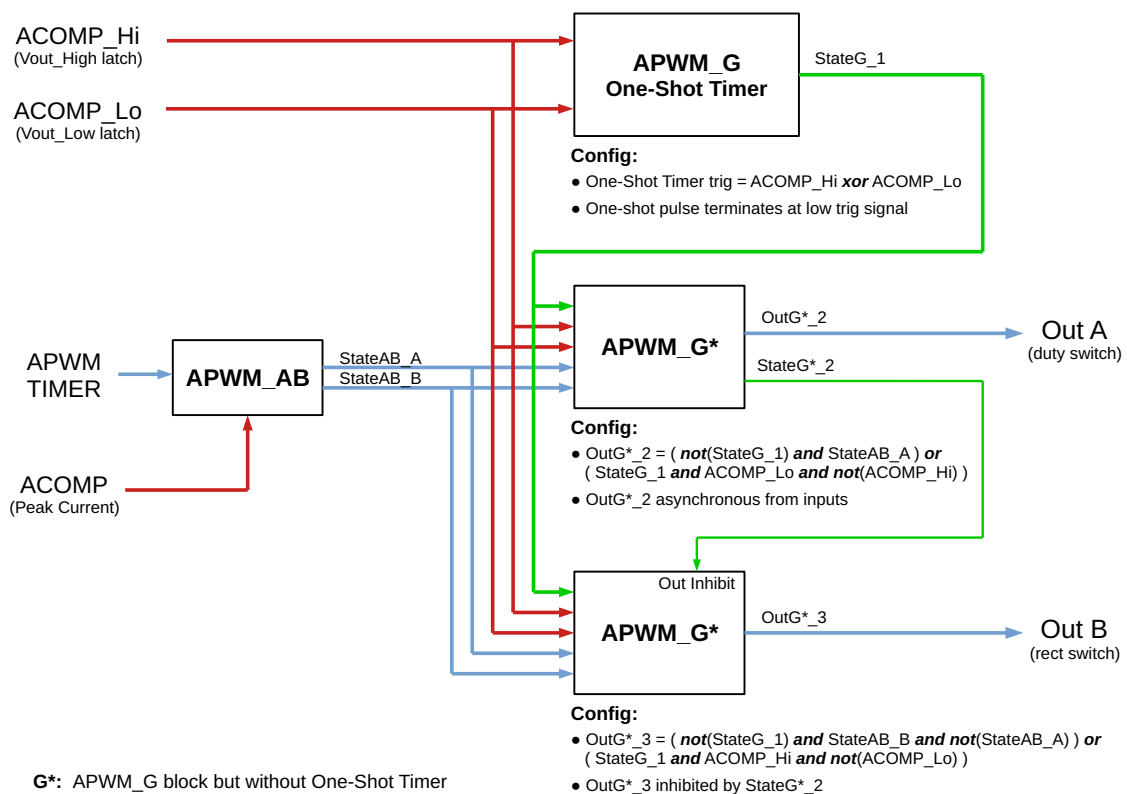 ACOMP_Hi
(Vout_High latch)
ACOMP_Lo
(Vout_Low latch)
APWM_G
One-Shot Timer
StateG_1
Config:
● One-Shot Timer trig = ACOMP_Hi xor ACOMP_Lo
● One-shot pulse terminates at low trig signal
APWM
TIMER
APWM_AB
StateAB_A
StateAB_B
ACOMP
(Peak Current)
APWM_G*
OutG*_2
StateG*_2
Out A
(duty switch)
Config:
● OutG*_2 = ( not(StateG_1) and StateAB_A ) or
( StateG_1 and ACOMP_Lo and not(ACOMP_Hi) )
● OutG*_2 asynchronous from inputs
Out Inhibit
APWM_G*
OutG*_3
Out B
(rect switch)
Config:
● OutG*_3 = ( not(StateG_1) and StateAB_B and not(StateAB_A) ) or
( StateG_1 and ACOMP_Hi and not(ACOMP_Lo) )
● OutG*_3 inhibited by StateG*_2
G*: APWM_G block but without One-Shot Timer